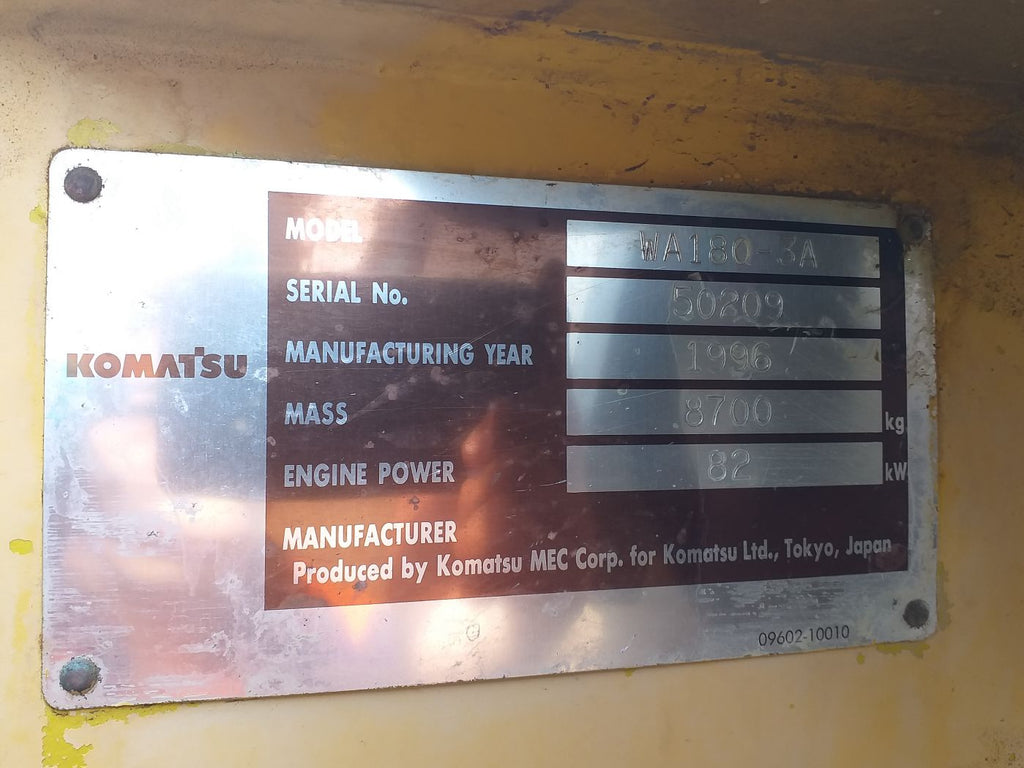 KOMATSU
MODEL WA180-3A
SERIAL No. 50209
MANUFACTURING YEAR 1996
MASS 8700 kg
ENGINE POWER 82 kW
MANUFACTURER
Produced by Komatsu MEC Corp. for Komatsu Ltd., Tokyo, Japan
09602-10010